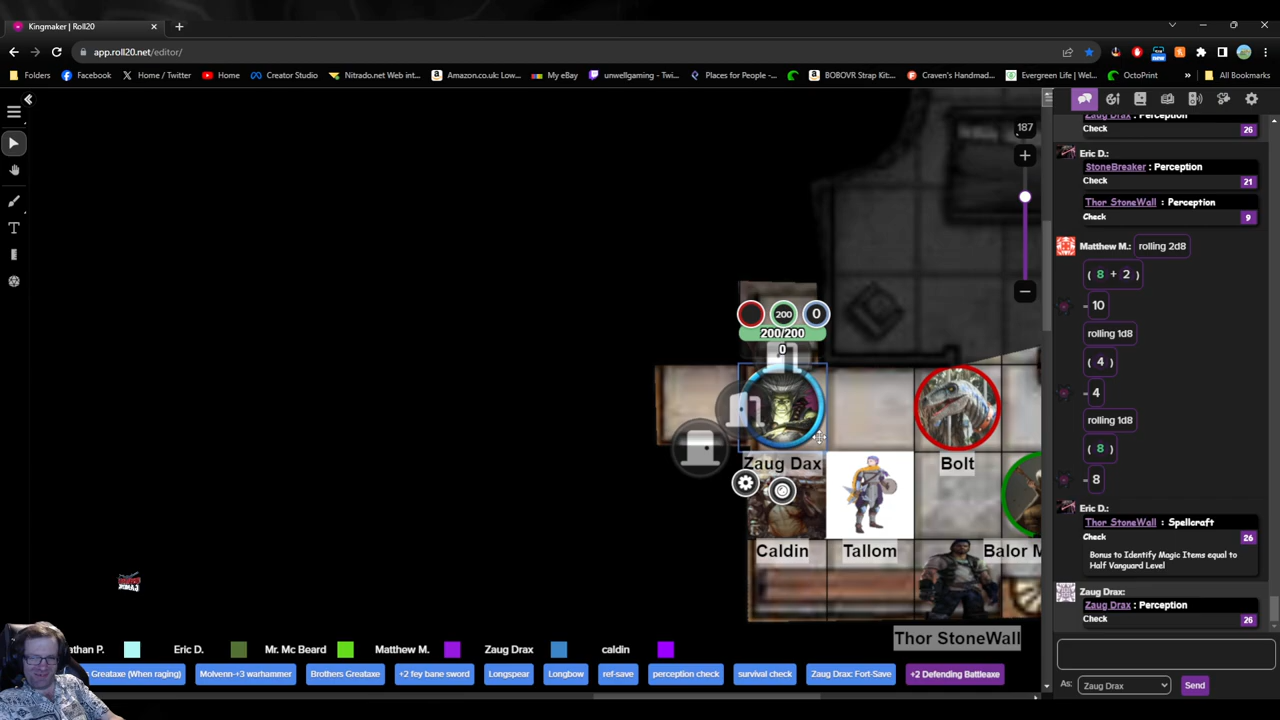 Kingmaker | Roll20
app.roll20.net/editor/
Folders
Facebook
Home / Twitter
Home
Creator Studio
Nitrado.net Web int...
Amazon.co.uk: Low...
My eBay
unwellgaming - Twi...
Places for People -...
BOBOVR Strap Kit...
Craven's Handmad...
Evergreen Life | Wel...
OctoPrint
»
All Bookmarks
187
Zaug Drax : Perception
Check 26
Eric D.:
StoneBreaker : Perception
Check 21
Thor StoneWall : Perception
Check 9
Matthew M.: rolling 2d8
( 8 + 2 )
= 10
rolling 1d8
( 4 )
= 4
rolling 1d8
( 8 )
= 8
Eric D.:
Thor StoneWall : Spellcraft
Check 26
Bonus to Identify Magic Items equal to
Half Vanguard Level
Zaug Drax:
Zaug Drax : Perception
Check 26
200 0
200/200
0
Zaug Dax
Bolt
Caldin
Tallom
Balor M
Thor StoneWall
than P.
Eric D.
Mr. Mc Beard
Matthew M.
Zaug Drax
caldin
Greataxe (When raging)
Molvenn-+3 warhammer
Brothers Greataxe
+2 fey bane sword
Longspear
Longbow
ref-save
perception check
survival check
Zaug Drax: Fort-Save
+2 Defending Battleaxe
As: Zaug Drax
Send